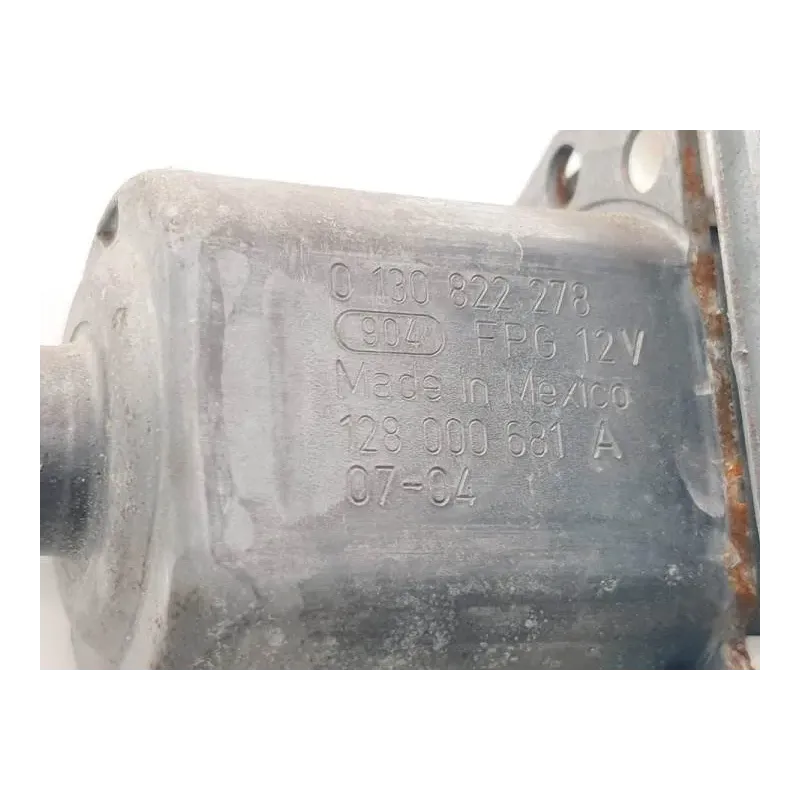 0 130 822 278
904 FPG 12V
Made in Mexico
128 000 681 A
07-04